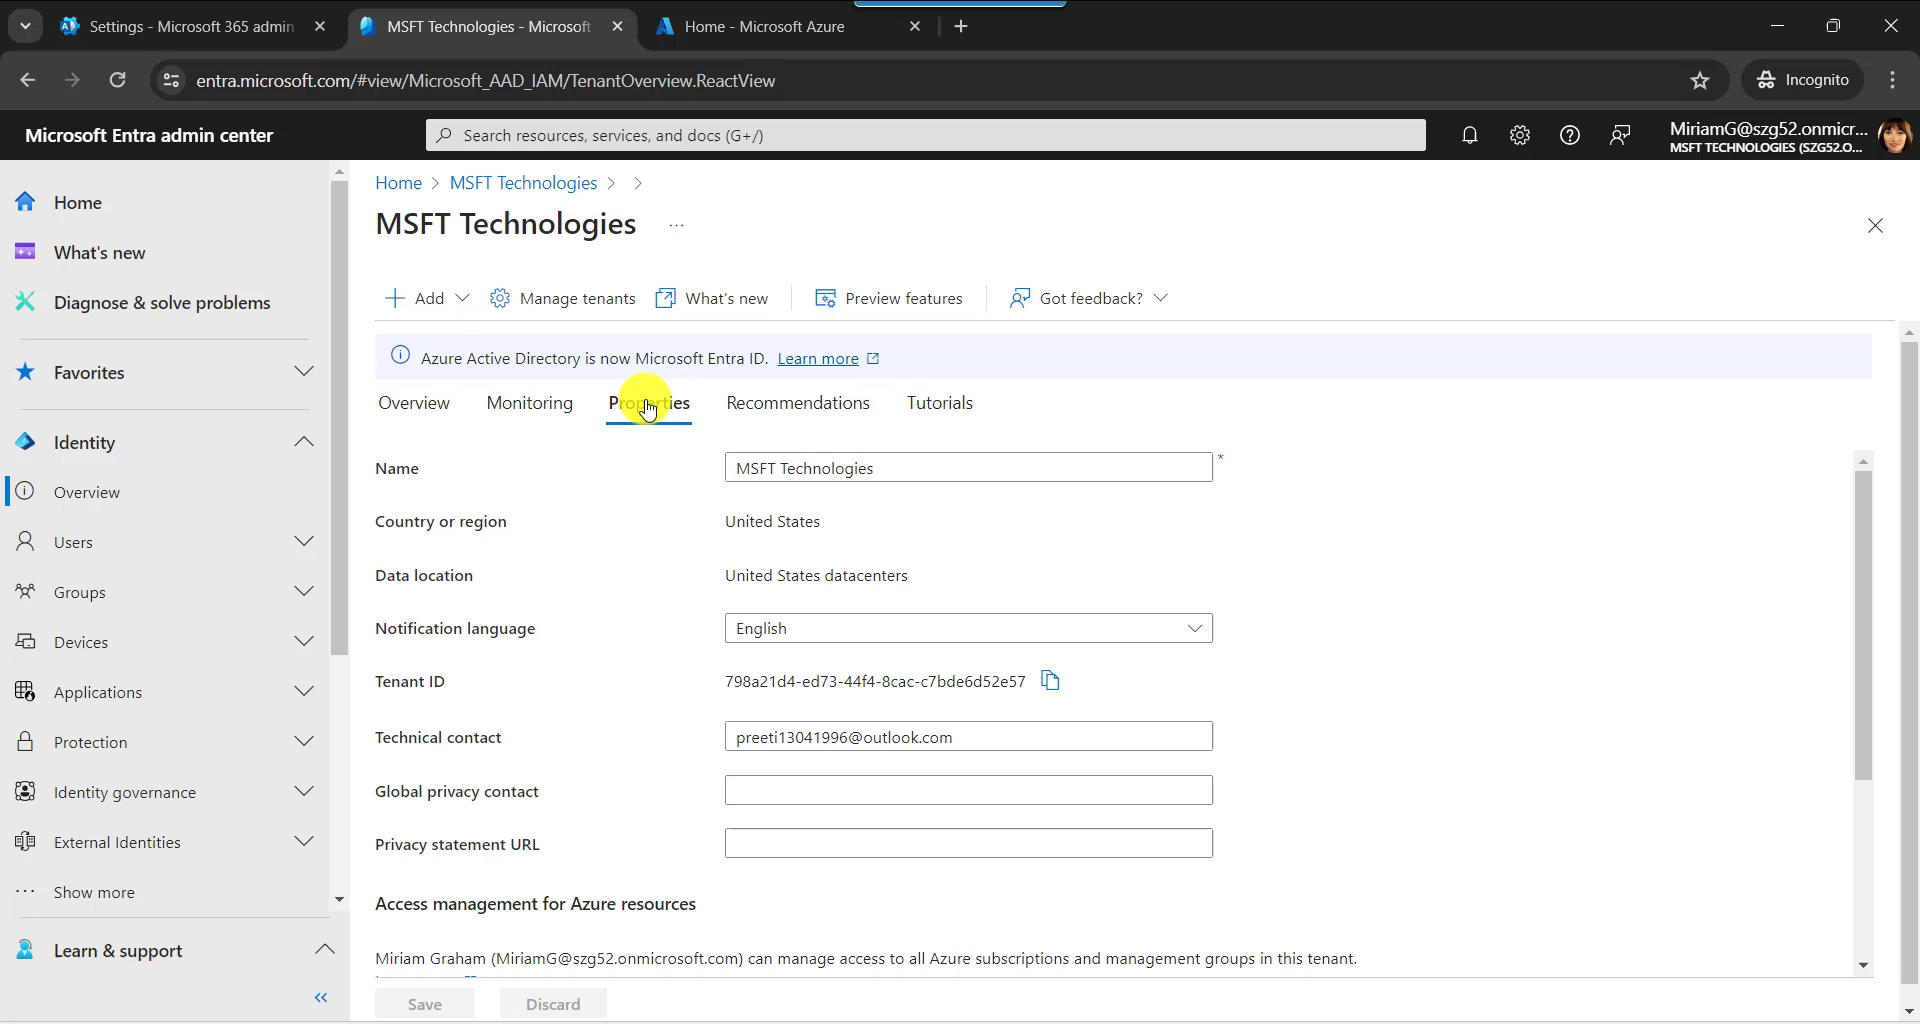 Settings - Microsoft 365 admin
MSFT Technologies - Microsoft
Home - Microsoft Azure
entra.microsoft.com/#view/Microsoft_AAD_IAM/TenantOverview.ReactView
Incognito
Microsoft Entra admin center
Search resources, services, and docs (G+/)
MiriamG@szg52.onmicr...
MSFT TECHNOLOGIES (SZG52.O...
Home
What's new
Diagnose & solve problems
Favorites
Identity
Overview
Users
Groups
Devices
Applications
Protection
Identity governance
External Identities
Show more
Learn & support
Home > MSFT Technologies > >
MSFT Technologies ...
Add
Manage tenants
What's new
Preview features
Got feedback?
Azure Active Directory is now Microsoft Entra ID. Learn more
Overview
Monitoring
Properties
Recommendations
Tutorials
Name
MSFT Technologies
*
Country or region
United States
Data location
United States datacenters
Notification language
English
Tenant ID
798a21d4-ed73-44f4-8cac-c7bde6d52e57
Technical contact
preeti13041996@outlook.com
Global privacy contact
Privacy statement URL
Access management for Azure resources
Miriam Graham (MiriamG@szg52.onmicrosoft.com) can manage access to all Azure subscriptions and management groups in this tenant.
Save
Discard